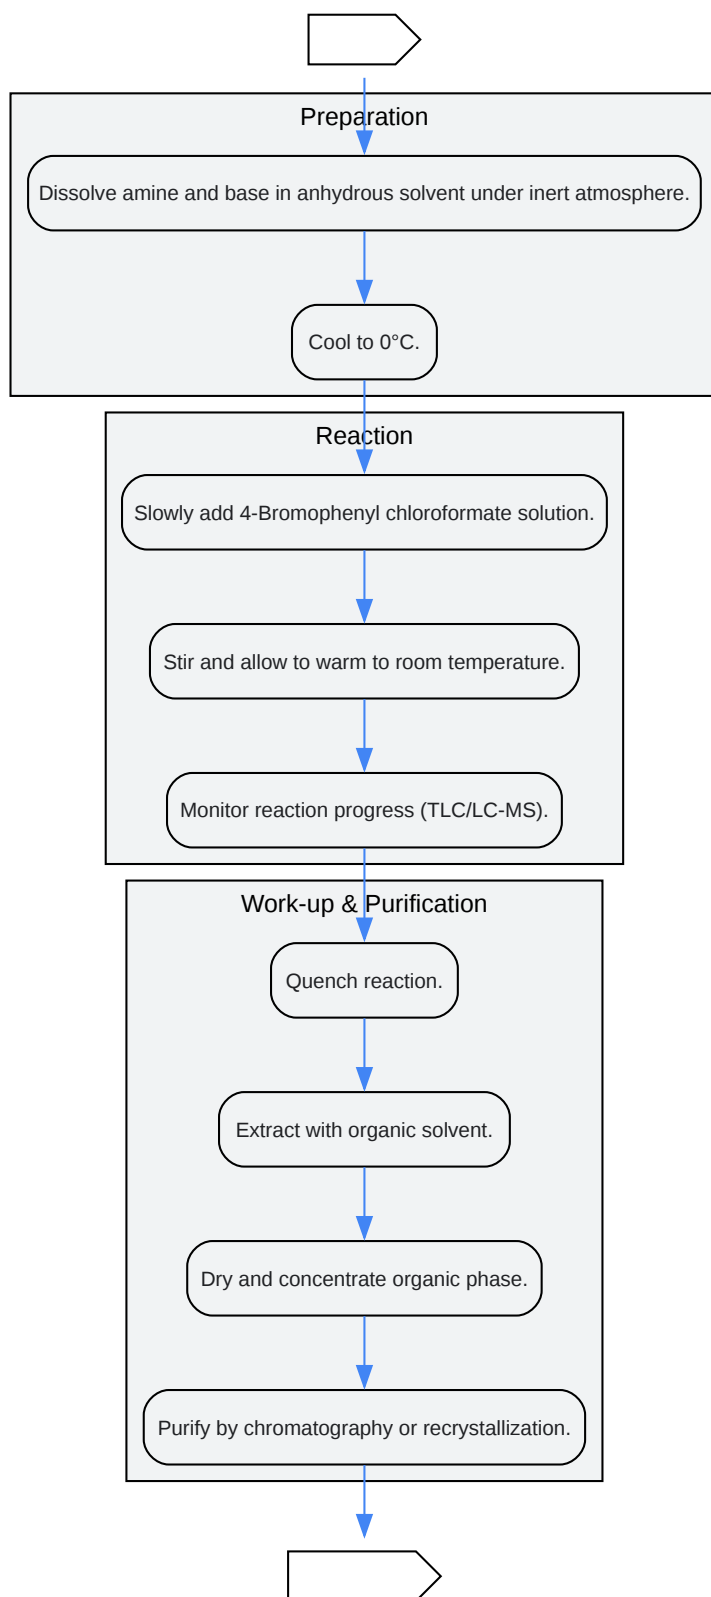 Preparation
Dissolve amine and base in anhydrous solvent under inert atmosphere.
Cool to 0°C.
Reaction
Slowly add 4-Bromophenyl chloroformate solution.
Stir and allow to warm to room temperature.
Monitor reaction progress (TLC/LC-MS).
Work-up & Purification
Quench reaction.
Extract with organic solvent.
Dry and concentrate organic phase.
Purify by chromatography or recrystallization.